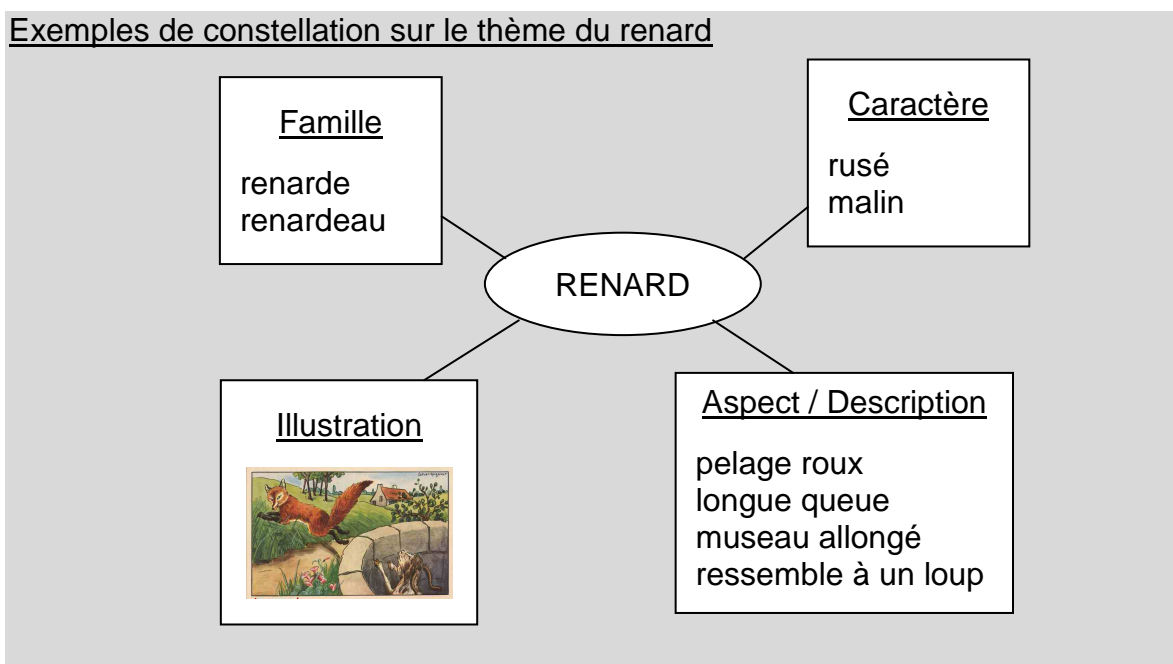 Exemples de constellation sur le thème du renard
Famille
renarde
renardeau
Caractère
rusé
malin
RENARD
Illustration
Aspect / Description
pelage roux
longue queue
museau allongé
ressemble à un loup